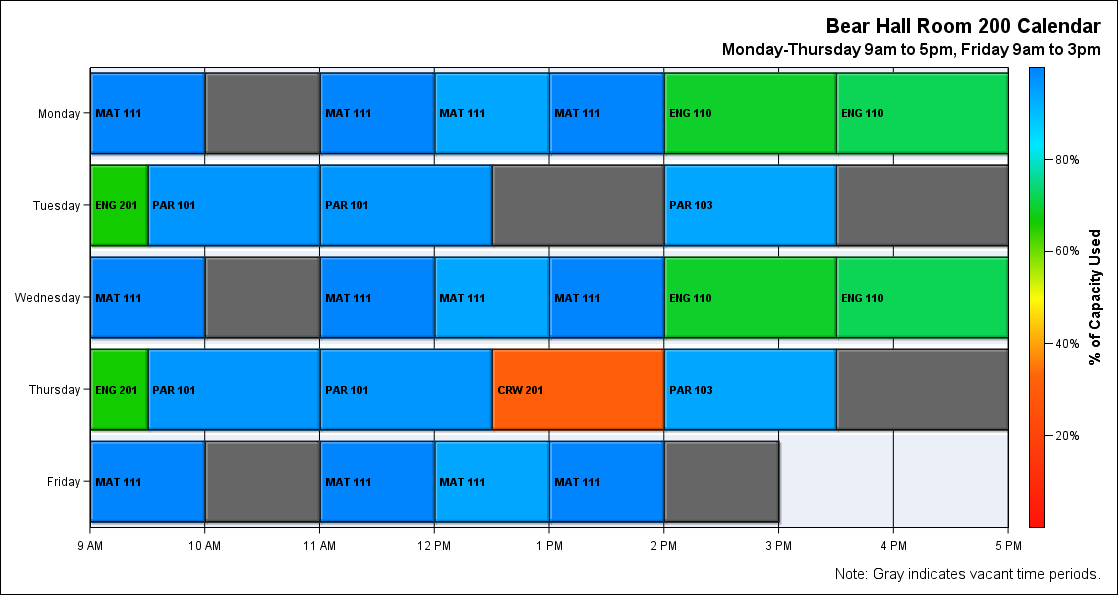 Bear Hall Room 200 Calendar
Monday-Thursday 9am to 5pm, Friday 9am to 3pm
Monday
MAT 111
MAT 111
MAT 111
MAT 111
ENG 110
ENG 110
Tuesday
ENG 201
PAR 101
PAR 101
PAR 103
Wednesday
MAT 111
MAT 111
MAT 111
MAT 111
ENG 110
ENG 110
Thursday
ENG 201
PAR 101
PAR 101
CRW 201
PAR 103
Friday
MAT 111
MAT 111
MAT 111
MAT 111
9 AM
10 AM
11 AM
12 PM
1 PM
2 PM
3 PM
4 PM
5 PM
80%
60%
40%
20%
% of Capacity Used
Note: Gray indicates vacant time periods.